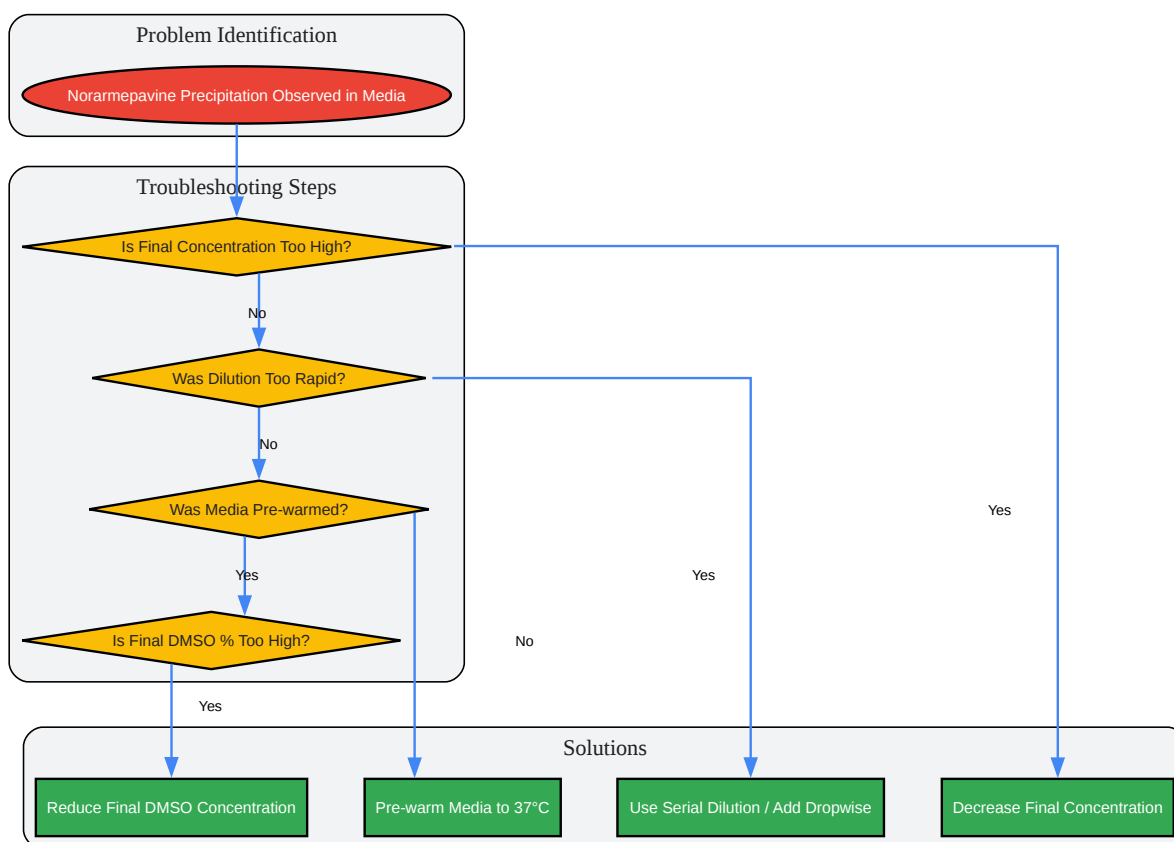 Problem Identification
Norarmepavine Precipitation Observed in Media
Troubleshooting Steps
Is Final Concentration Too High?
No
Was Dilution Too Rapid?
No
Was Media Pre-warmed?
Yes
Yes
Yes
Is Final DMSO % Too High?
No
Yes
Solutions
Reduce Final DMSO Concentration
Pre-warm Media to 37°C
Use Serial Dilution / Add Dropwise
Decrease Final Concentration